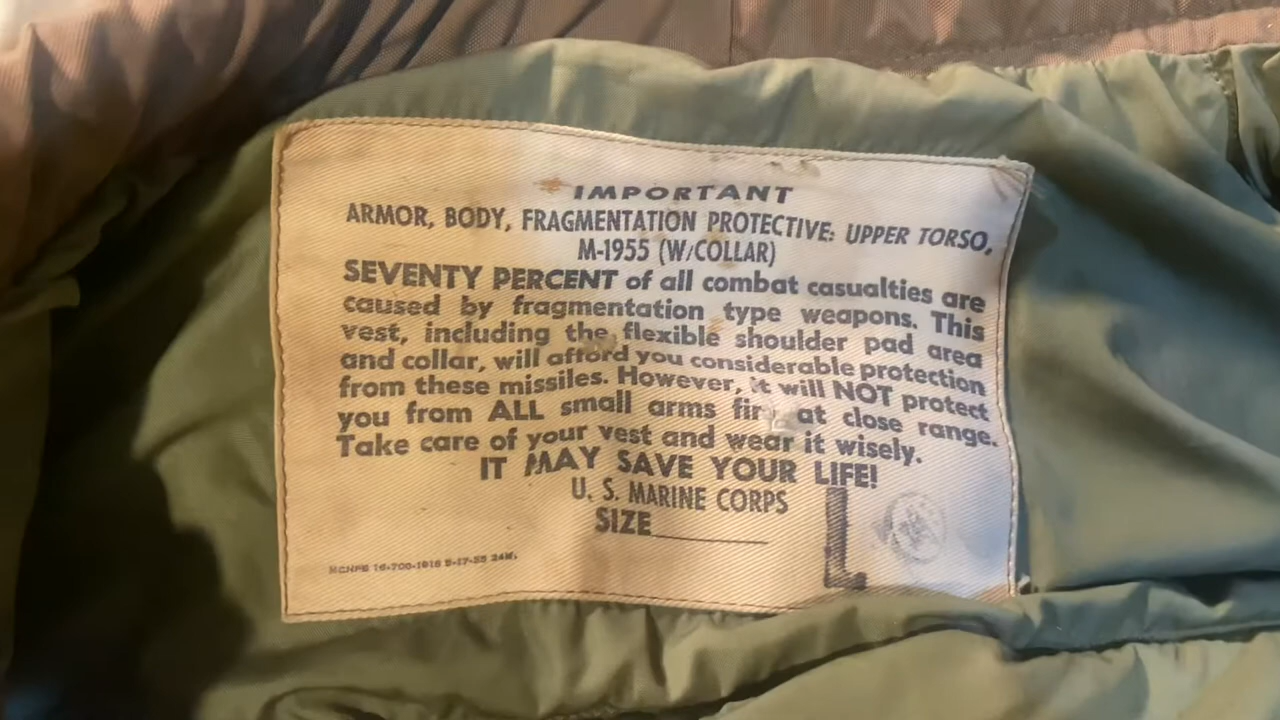 IMPORTANT
ARMOR, BODY, FRAGMENTATION PROTECTIVE: UPPER TORSO,
M-1955 (W/COLLAR)
SEVENTY PERCENT of all combat casualties are
caused by fragmentation type weapons. This
vest, including the flexible shoulder pad area
and collar, will afford you considerable protection
from these missiles. However, it will NOT protect
you from ALL small arms at close range.
Take care of your vest and wear it wisely.
IT MAY SAVE YOUR LIFE!
U. S. MARINE CORPS
SIZE
L
24M.